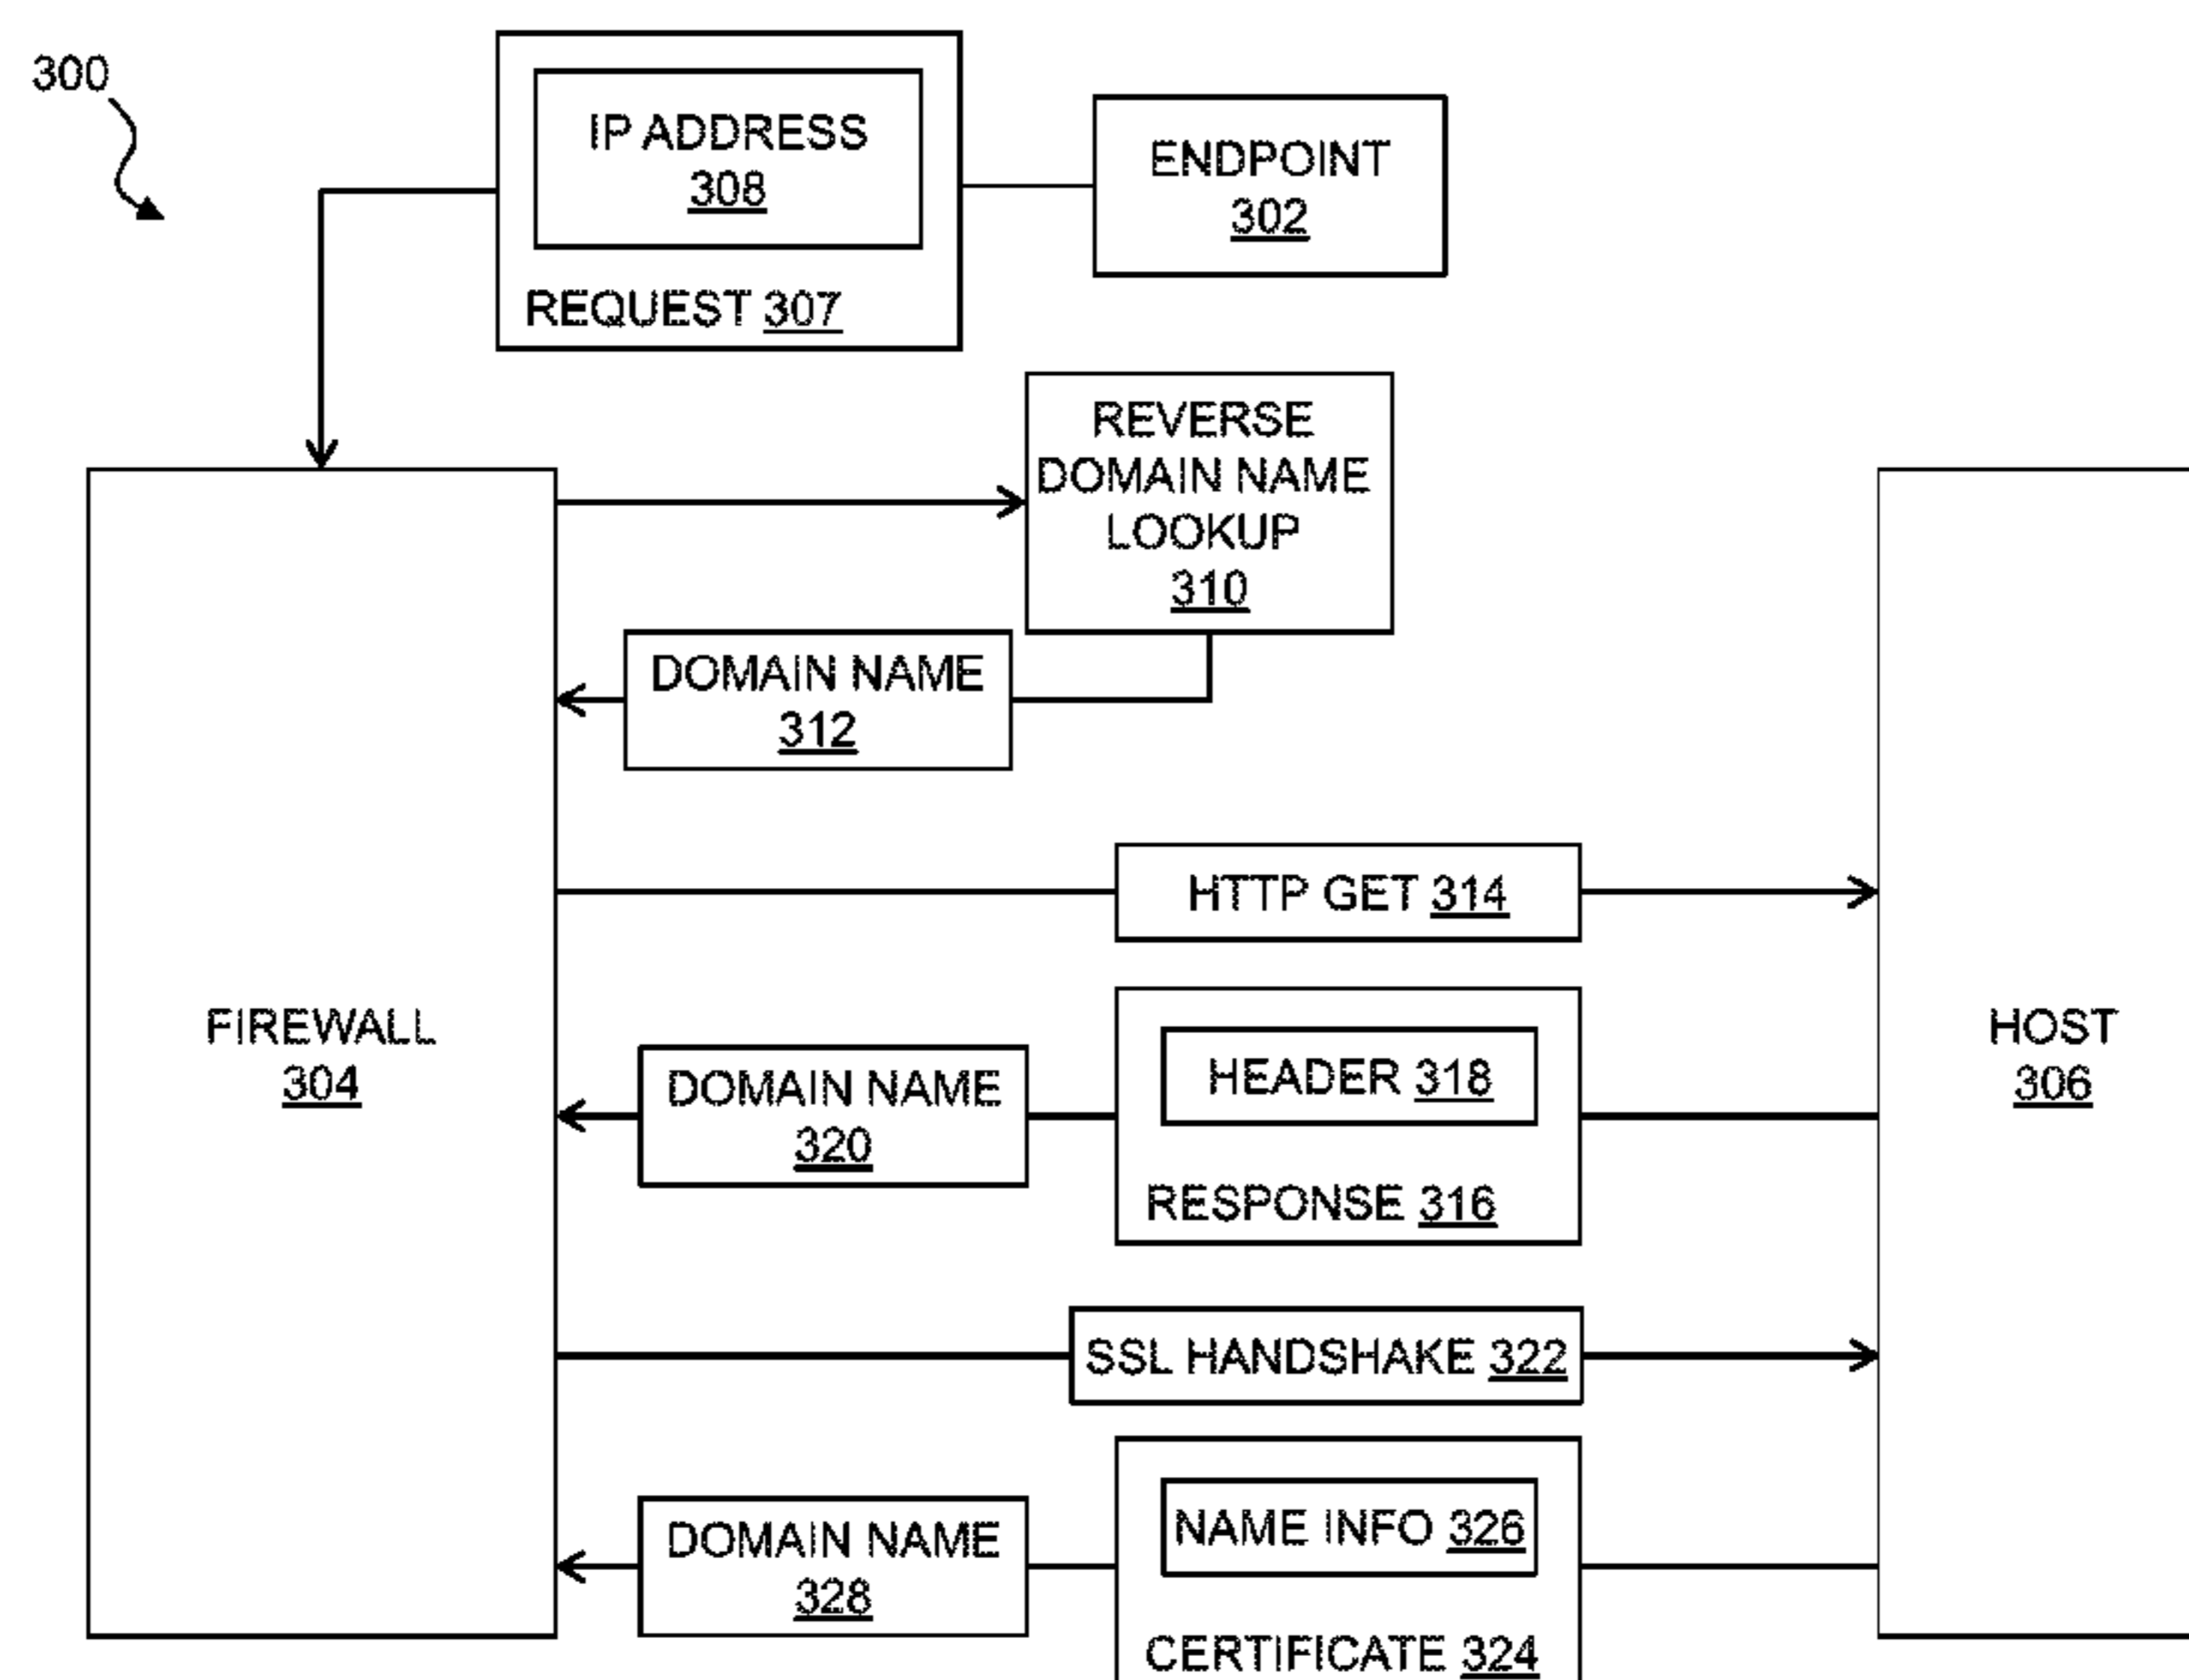 300
IP ADDRESS
308
REQUEST 307
ENDPOINT
302
REVERSE
DOMAIN NAME
LOOKUP
310
DOMAIN NAME
312
HTTP GET 314
FIREWALL
304
HOST
306
HEADER 318
DOMAIN NAME
320
RESPONSE 316
SSL HANDSHAKE 322
NAME INFO 326
DOMAIN NAME
328
CERTIFICATE 324